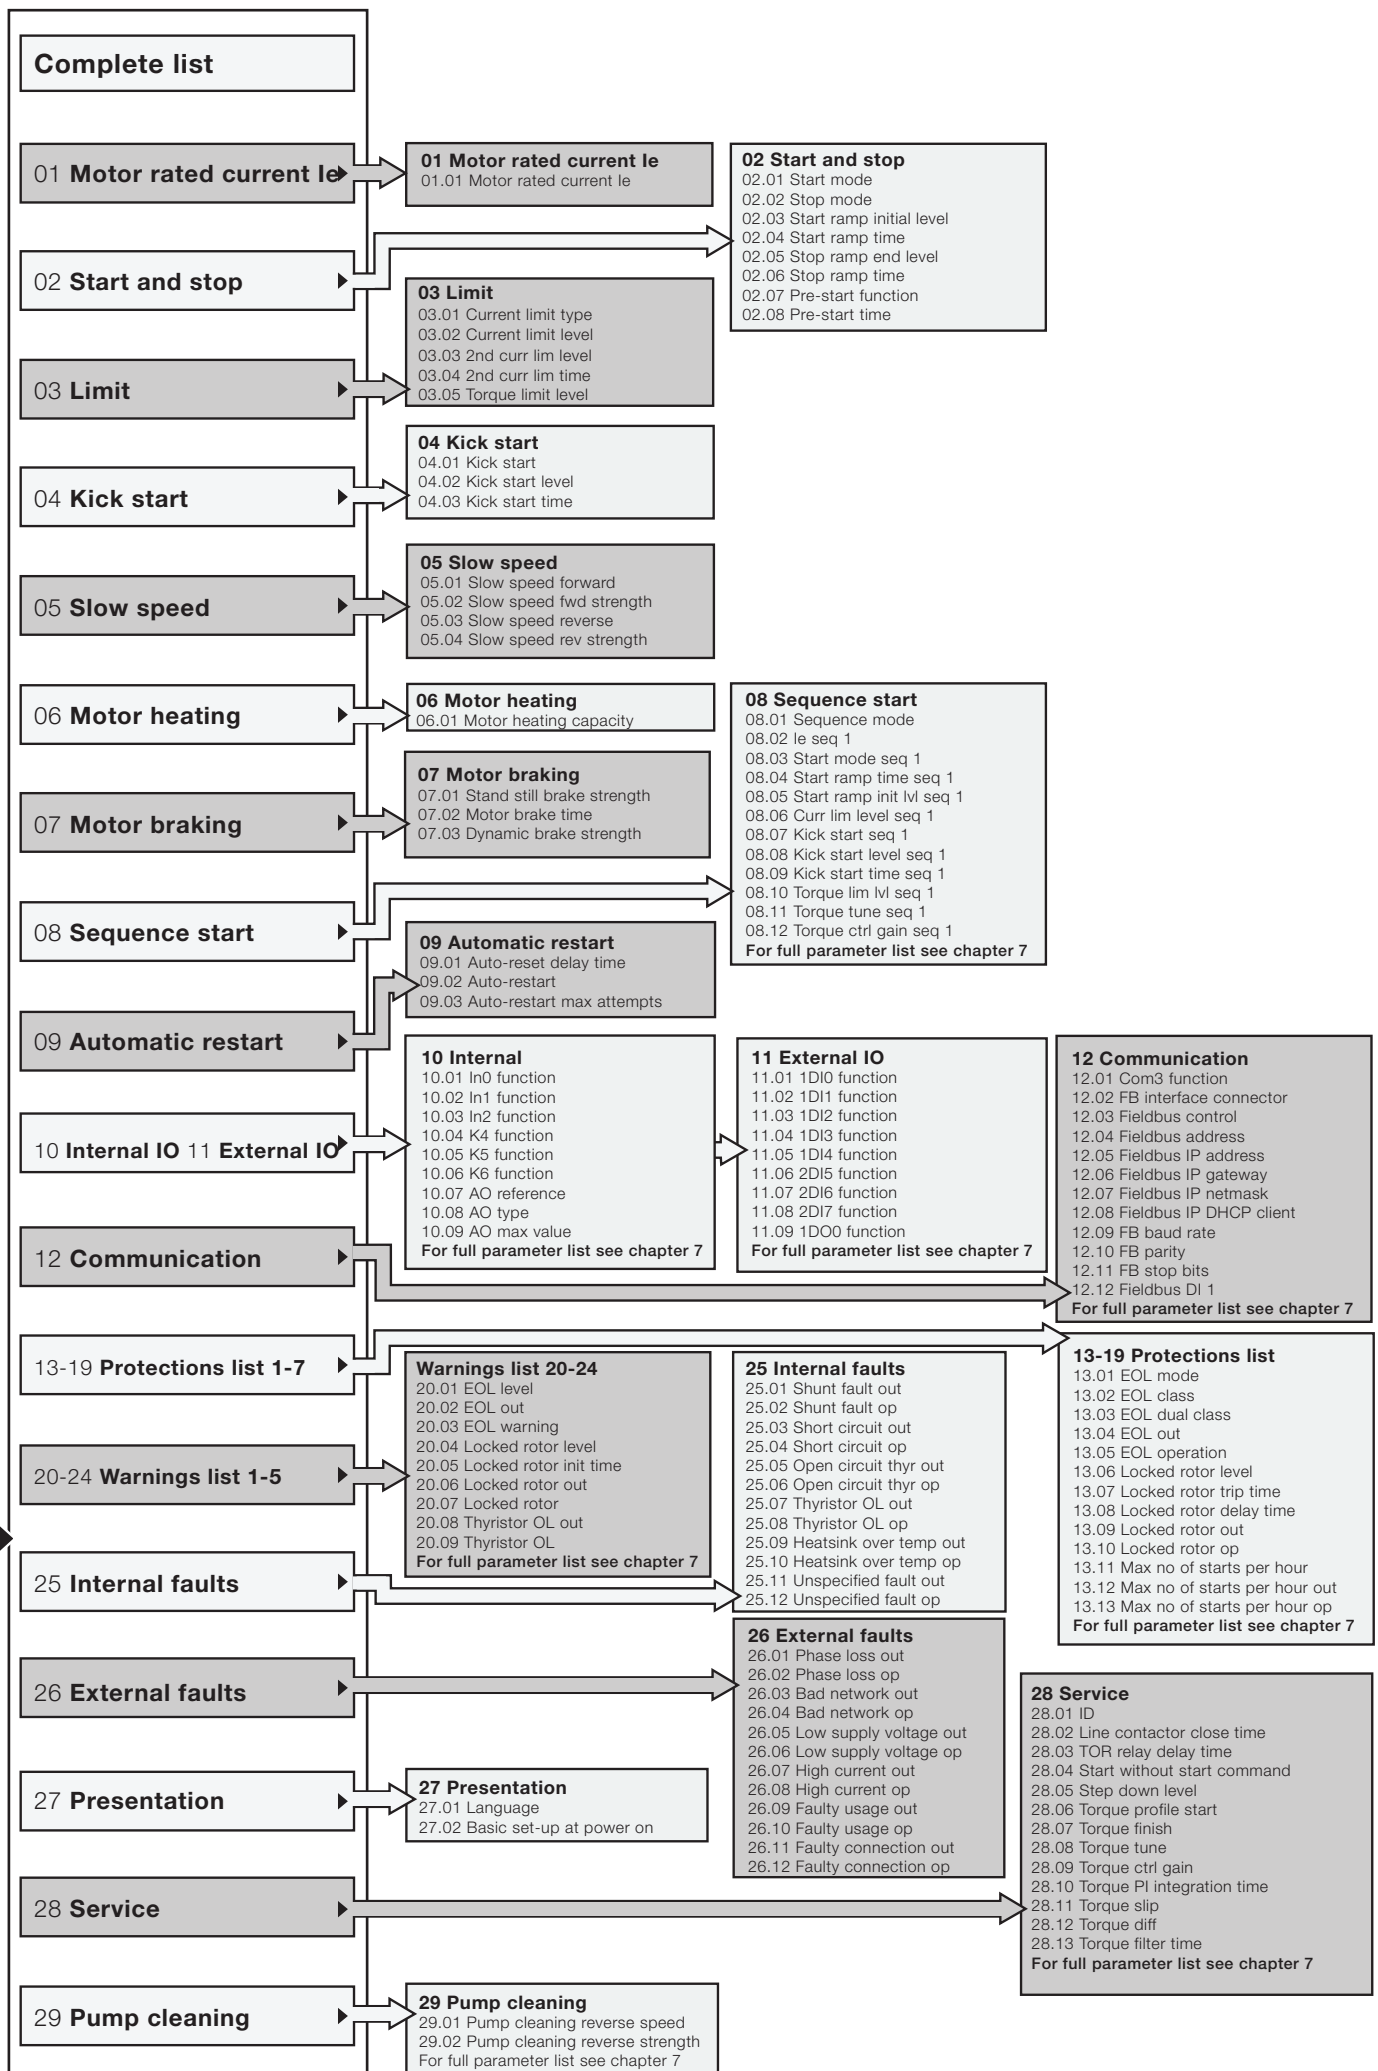 Complete list
01 Motor rated current Ie
01 Motor rated current Ie
01.01 Motor rated current Ie
02 Start and stop
02 Start and stop
02.01 Start mode
02.02 Stop mode
02.03 Start ramp initial level
02.04 Start ramp time
02.05 Stop ramp end level
02.06 Stop ramp time
02.07 Pre-start function
02.08 Pre-start time
03 Limit
03 Limit
03.01 Current limit type
03.02 Current limit level
03.03 2nd curr lim level
03.04 2nd curr lim time
03.05 Torque limit level
04 Kick start
04 Kick start
04.01 Kick start
04.02 Kick start level
04.03 Kick start time
05 Slow speed
05 Slow speed
05.01 Slow speed forward
05.02 Slow speed fwd strength
05.03 Slow speed reverse
05.04 Slow speed rev strength
06 Motor heating
06 Motor heating
06.01 Motor heating capacity
07 Motor braking
07 Motor braking
07.01 Stand still brake strength
07.02 Motor brake time
07.03 Dynamic brake strength
08 Sequence start
08 Sequence start
08.01 Sequence mode
08.02 Ie seq 1
08.03 Start mode seq 1
08.04 Start ramp time seq 1
08.05 Start ramp init lvl seq 1
08.06 Curr lim level seq 1
08.07 Kick start seq 1
08.08 Kick start level seq 1
08.09 Kick start time seq 1
08.10 Torque lim lvl seq 1
08.11 Torque tune seq 1
08.12 Torque ctrl gain seq 1
For full parameter list see chapter 7
09 Automatic restart
09 Automatic restart
09.01 Auto-reset delay time
09.02 Auto-restart
09.03 Auto-restart max attempts
10 Internal IO 11 External IO
10 Internal
10.01 In0 function
10.02 In1 function
10.03 In2 function
10.04 K4 function
10.05 K5 function
10.06 K6 function
10.07 AO reference
10.08 AO type
10.09 AO max value
For full parameter list see chapter 7
11 External IO
11.01 1DI0 function
11.02 1DI1 function
11.03 1DI2 function
11.04 1DI3 function
11.05 1DI4 function
11.06 2DI5 function
11.07 2DI6 function
11.08 2DI7 function
11.09 1DO0 function
For full parameter list see chapter 7
12 Communication
12 Communication
12.01 Com3 function
12.02 FB interface connector
12.03 Fieldbus control
12.04 Fieldbus address
12.05 Fieldbus IP address
12.06 Fieldbus IP gateway
12.07 Fieldbus IP netmask
12.08 Fieldbus IP DHCP client
12.09 FB baud rate
12.10 FB parity
12.11 FB stop bits
12.12 Fieldbus DI 1
For full parameter list see chapter 7
13-19 Protections list 1-7
13-19 Protections list
13.01 EOL mode
13.02 EOL class
13.03 EOL dual class
13.04 EOL out
13.05 EOL operation
13.06 Locked rotor level
13.07 Locked rotor trip time
13.08 Locked rotor delay time
13.09 Locked rotor out
13.10 Locked rotor op
13.11 Max no of starts per hour
13.12 Max no of starts per hour out
13.13 Max no of starts per hour op
For full parameter list see chapter 7
20-24 Warnings list 1-5
Warnings list 20-24
20.01 EOL level
20.02 EOL out
20.03 EOL warning
20.04 Locked rotor level
20.05 Locked rotor init time
20.06 Locked rotor out
20.07 Locked rotor
20.08 Thyristor OL out
20.09 Thyristor OL
For full parameter list see chapter 7
25 Internal faults
25 Internal faults
25.01 Shunt fault out
25.02 Shunt fault op
25.03 Short circuit out
25.04 Short circuit op
25.05 Open circuit thyr out
25.06 Open circuit thyr op
25.07 Thyristor OL out
25.08 Thyristor OL op
25.09 Heatsink over temp out
25.10 Heatsink over temp op
25.11 Unspecified fault out
25.12 Unspecified fault op
26 External faults
26 External faults
26.01 Phase loss out
26.02 Phase loss op
26.03 Bad network out
26.04 Bad network op
26.05 Low supply voltage out
26.06 Low supply voltage op
26.07 High current out
26.08 High current op
26.09 Faulty usage out
26.10 Faulty usage op
26.11 Faulty connection out
26.12 Faulty connection op
27 Presentation
27 Presentation
27.01 Language
27.02 Basic set-up at power on
28 Service
28 Service
28.01 ID
28.02 Line contactor close time
28.03 TOR relay delay time
28.04 Start without start command
28.05 Step down level
28.06 Torque profile start
28.07 Torque finish
28.08 Torque tune
28.09 Torque ctrl gain
28.10 Torque PI integration time
28.11 Torque slip
28.12 Torque diff
28.13 Torque filter time
For full parameter list see chapter 7
29 Pump cleaning
29 Pump cleaning
29.01 Pump cleaning reverse speed
29.02 Pump cleaning reverse strength
For full parameter list see chapter 7